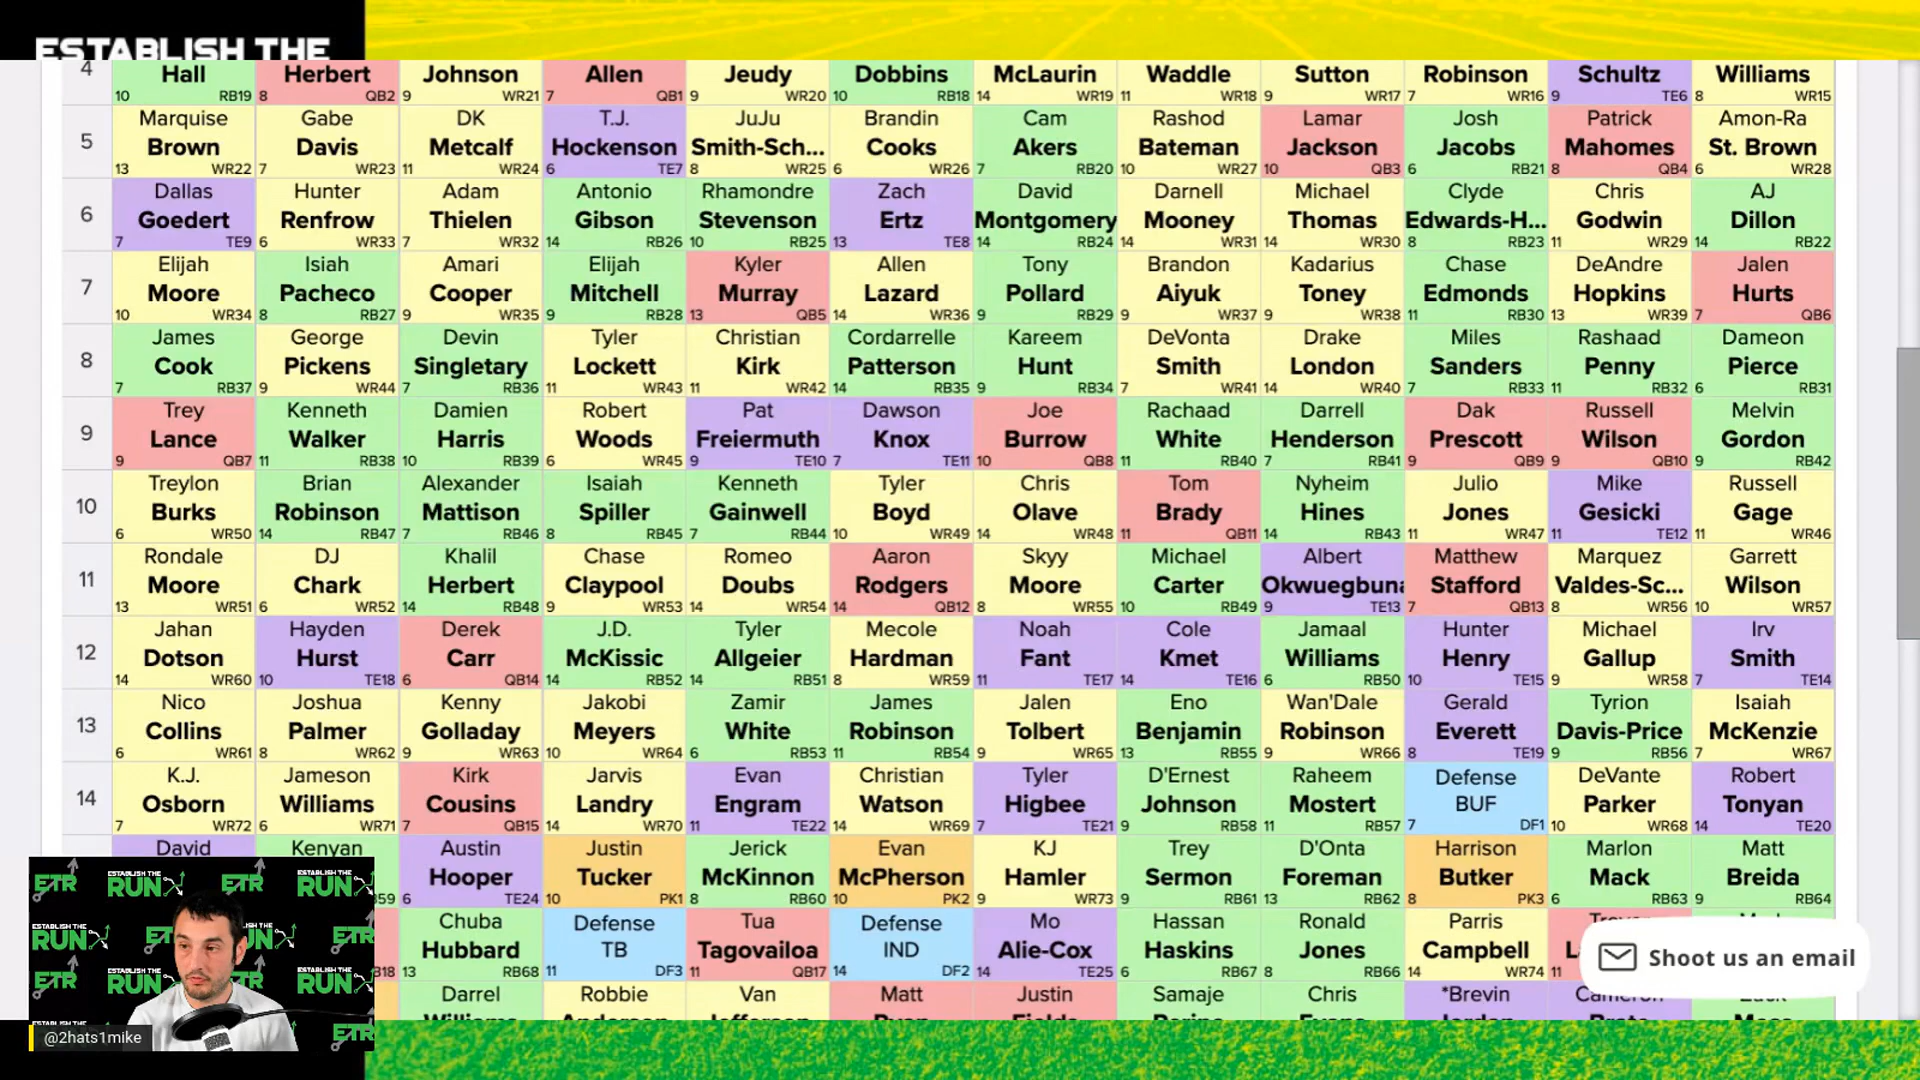 ESTABLISH THE
4
Hall 10 RB19
Herbert 8 QB2
Johnson 9 WR21
Allen 7 QB1
Jeudy 9 WR20
Dobbins 10 RB18
McLaurin 14 WR19
Waddle 11 WR18
Sutton 9 WR17
Robinson 7 WR16
Schultz 9 TE6
Williams 8 WR15
5
Marquise Brown 13 WR22
Gabe Davis 7 WR23
DK Metcalf 11 WR24
T.J. Hockenson 6 TE7
JuJu Smith-Sch... 8 WR25
Brandin Cooks 6 WR26
Cam Akers 7 RB20
Rashod Bateman 10 WR27
Lamar Jackson 10 QB3
Josh Jacobs 6 RB21
Patrick Mahomes 8 QB4
Amon-Ra St. Brown 6 WR28
6
Dallas Goedert 7 TE9
Hunter Renfrow 6 WR33
Adam Thielen 7 WR32
Antonio Gibson 14 RB26
Rhamondre Stevenson 10 RB25
Zach Ertz 13 TE8
David Montgomery 14 RB24
Darnell Mooney 14 WR31
Michael Thomas 14 WR30
Clyde Edwards-H... 8 RB23
Chris Godwin 11 WR29
AJ Dillon 14 RB22
7
Elijah Moore 10 WR34
Isiah Pacheco 8 RB27
Amari Cooper 9 WR35
Elijah Mitchell 9 RB28
Kyler Murray 13 QB5
Allen Lazard 14 WR36
Tony Pollard 9 RB29
Brandon Aiyuk 9 WR37
Kadarius Toney 9 WR38
Chase Edmonds 11 RB30
DeAndre Hopkins 13 WR39
Jalen Hurts 7 QB6
8
James Cook 7 RB37
George Pickens 9 WR44
Devin Singletary 7 RB36
Tyler Lockett 11 WR43
Christian Kirk 11 WR42
Cordarrelle Patterson 14 RB35
Kareem Hunt 9 RB34
DeVonta Smith 7 WR41
Drake London 14 WR40
Miles Sanders 7 RB33
Rashaad Penny 11 RB32
Dameon Pierce 6 RB31
9
Trey Lance 9 QB7
Kenneth Walker 11 RB38
Damien Harris 10 RB39
Robert Woods 6 WR45
Pat Freiermuth 9 TE10
Dawson Knox 7 TE11
Joe Burrow 10 QB8
Rachaad White 11 RB40
Darrell Henderson 7 RB41
Dak Prescott 9 QB9
Russell Wilson 9 QB10
Melvin Gordon 9 RB42
10
Treylon Burks 6 WR50
Brian Robinson 14 RB47
Alexander Mattison 7 RB46
Isaiah Spiller 8 RB45
Kenneth Gainwell 7 RB44
Tyler Boyd 10 WR49
Chris Olave 14 WR48
Tom Brady 11 QB11
Nyheim Hines 14 RB43
Julio Jones 11 WR47
Mike Gesicki 11 TE12
Russell Gage 11 WR46
11
Rondale Moore 13 WR51
DJ Chark 6 WR52
Khalil Herbert 14 RB48
Chase Claypool 9 WR53
Romeo Doubs 14 WR54
Aaron Rodgers 14 QB12
Skyy Moore 8 WR55
Michael Carter 10 RB49
Albert Okwuegbuna 9 TE13
Matthew Stafford 7 QB13
Marquez Valdes-Sc... 8 WR56
Garrett Wilson 10 WR57
12
Jahan Dotson 14 WR60
Hayden Hurst 10 TE18
Derek Carr 6 QB14
J.D. McKissic 14 RB52
Tyler Allgeier 14 RB51
Mecole Hardman 8 WR59
Noah Fant 11 TE17
Cole Kmet 14 TE16
Jamaal Williams 6 RB50
Hunter Henry 10 TE15
Michael Gallup 9 WR58
Irv Smith 7 TE14
13
Nico Collins 6 WR61
Joshua Palmer 8 WR62
Kenny Golladay 9 WR63
Jakobi Meyers 10 WR64
Zamir White 6 RB53
James Robinson 11 RB54
Jalen Tolbert 9 WR65
Eno Benjamin 13 RB55
Wan'Dale Robinson 9 WR66
Gerald Everett 8 TE19
Tyrion Davis-Price 9 RB56
Isaiah McKenzie 7 WR67
14
K.J. Osborn 7 WR72
Jameson Williams 6 WR71
Kirk Cousins 7 QB15
Jarvis Landry 14 WR70
Evan Engram 11 TE22
Christian Watson 14 WR69
Tyler Higbee 7 TE21
D'Ernest Johnson 9 RB58
Raheem Mostert 11 RB57
Defense BUF 7 DF1
DeVante Parker 10 WR68
Robert Tonyan 14 TE20
David
Kenyan
359
Austin Hooper 6 TE24
Justin Tucker 10 PK1
Jerick McKinnon 8 RB60
Evan McPherson 10 PK2
KJ Hamler 9 WR73
Trey Sermon 9 RB61
D'Onta Foreman 13 RB62
Harrison Butker 8 PK3
Marlon Mack 6 RB63
Matt Breida 9 RB64
318
Chuba Hubbard 13 RB68
Defense TB 11 DF3
Tua Tagovailoa 11 QB17
Defense IND 14 DF2
Mo Alie-Cox 14 TE25
Hassan Haskins 6 RB67
Ronald Jones 8 RB66
Parris Campbell 14 WR74
11
Darrel
Robbie
Van
Matt
Justin
Samaje
Chris
*Brevin
Shoot us an email
ETR
ESTABLISH THE RUN
ETR
ESTABLISH THE RUN
ESTABLISH THE RUN
ETR
ESTABLISH THE RUN
ETR
ESTABLISH THE RUN
ESTABLISH THE RUN
ETR
@2hats1mike